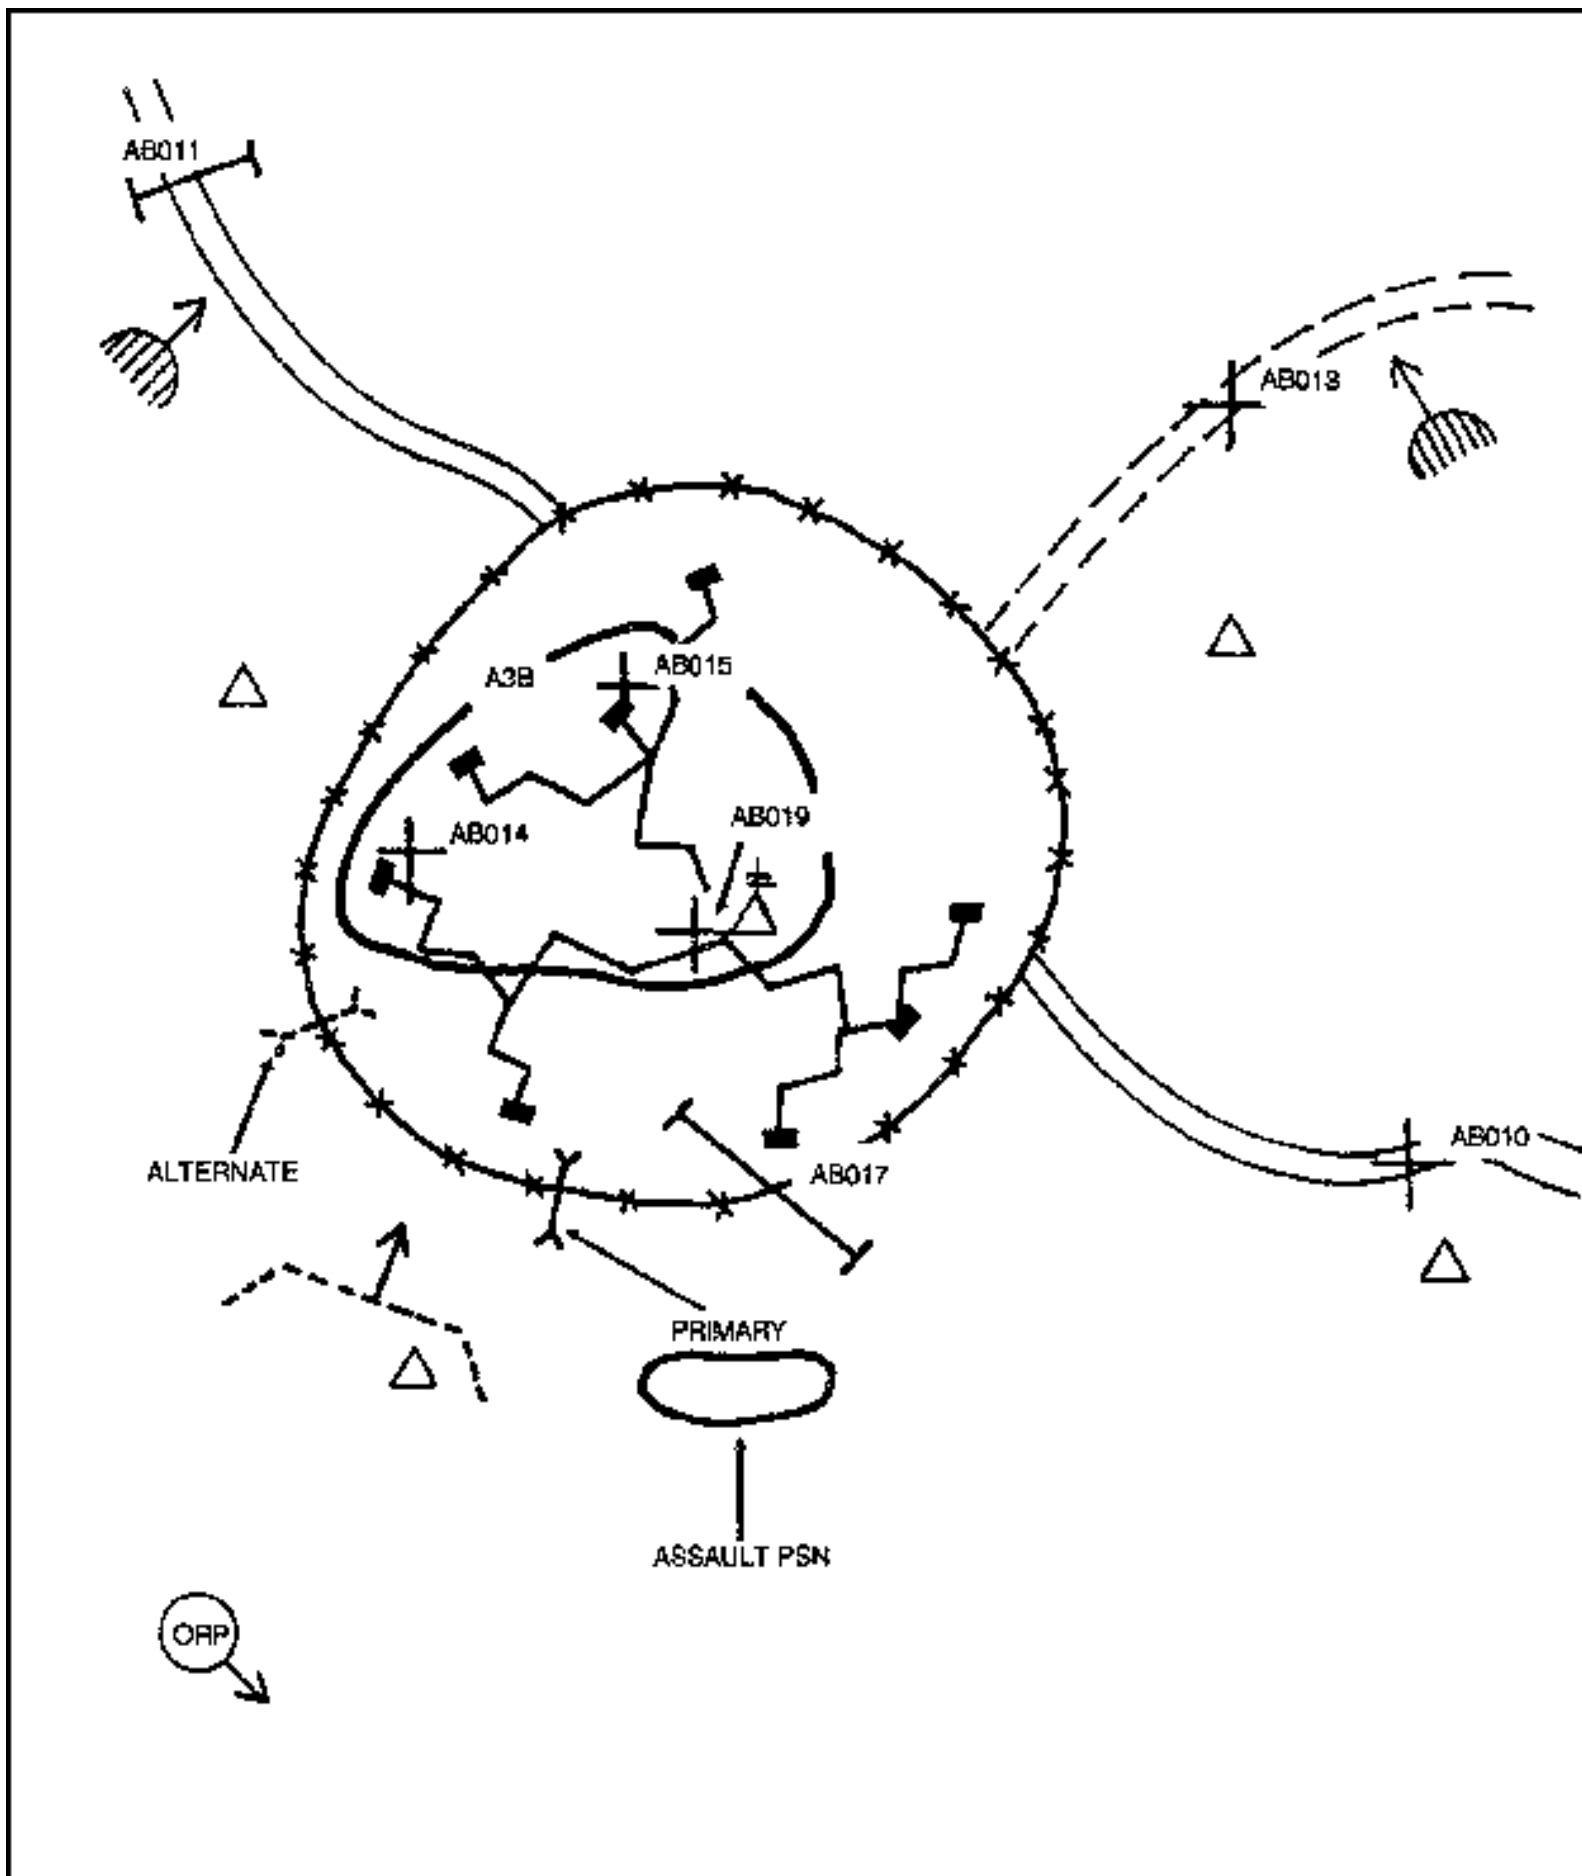 AB011
AB013
A3B
AB015
AB019
AB014
AB010
ALTERNATE
AB017
PRIMARY
ASSAULT PSN
ORP